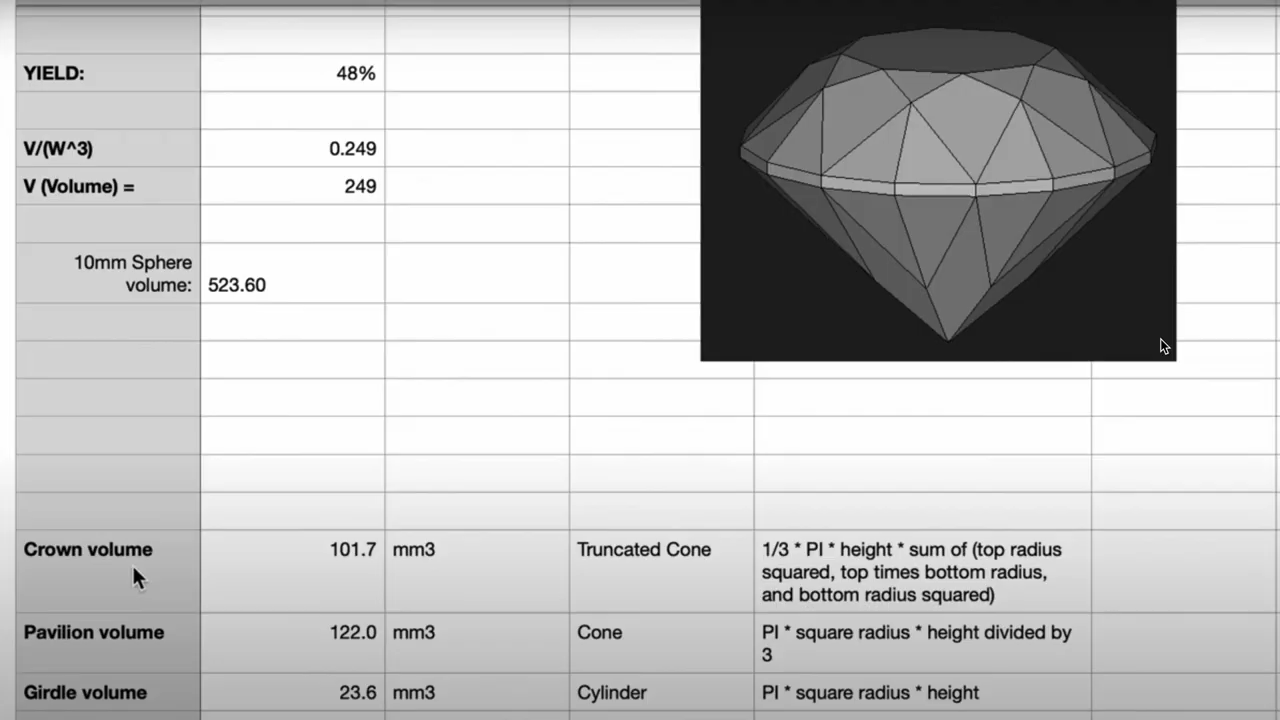 YIELD: 48%
V/(W^3) 0.249
V (Volume) = 249
10mm Sphere
volume: 523.60
Crown volume 101.7 mm3 Truncated Cone 1/3 * PI * height * sum of (top radius
squared, top times bottom radius,
and bottom radius squared)
Pavilion volume 122.0 mm3 Cone PI * square radius * height divided by
3
Girdle volume 23.6 mm3 Cylinder PI * square radius * height